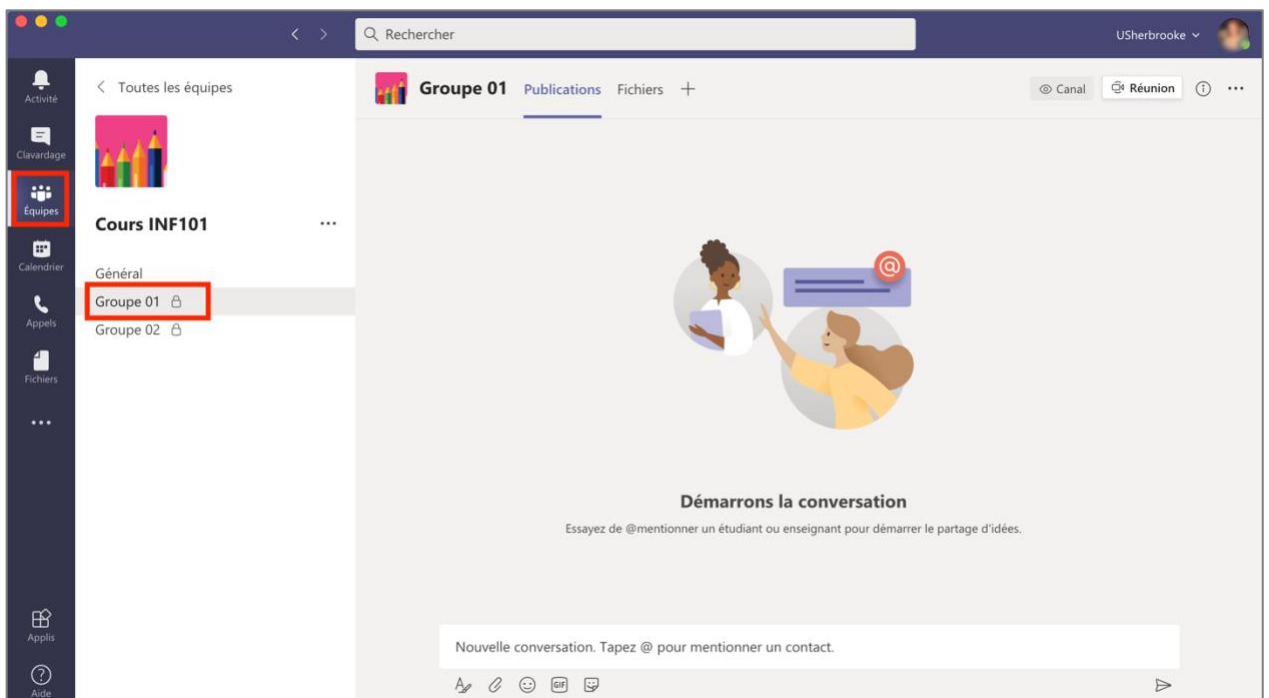 Rechercher
USherbrooke
Activité
Clavardage
Équipes
Calendrier
Appels
Fichiers
Applis
Aide
Toutes les équipes
Cours INF101
Général
Groupe 01
Groupe 02
Groupe 01 Publications Fichiers
Canal
Réunion
@
Démarrons la conversation
Essayez de @mentionner un étudiant ou enseignant pour démarrer le partage d'idées.
Nouvelle conversation. Tapez @ pour mentionner un contact.
GIF